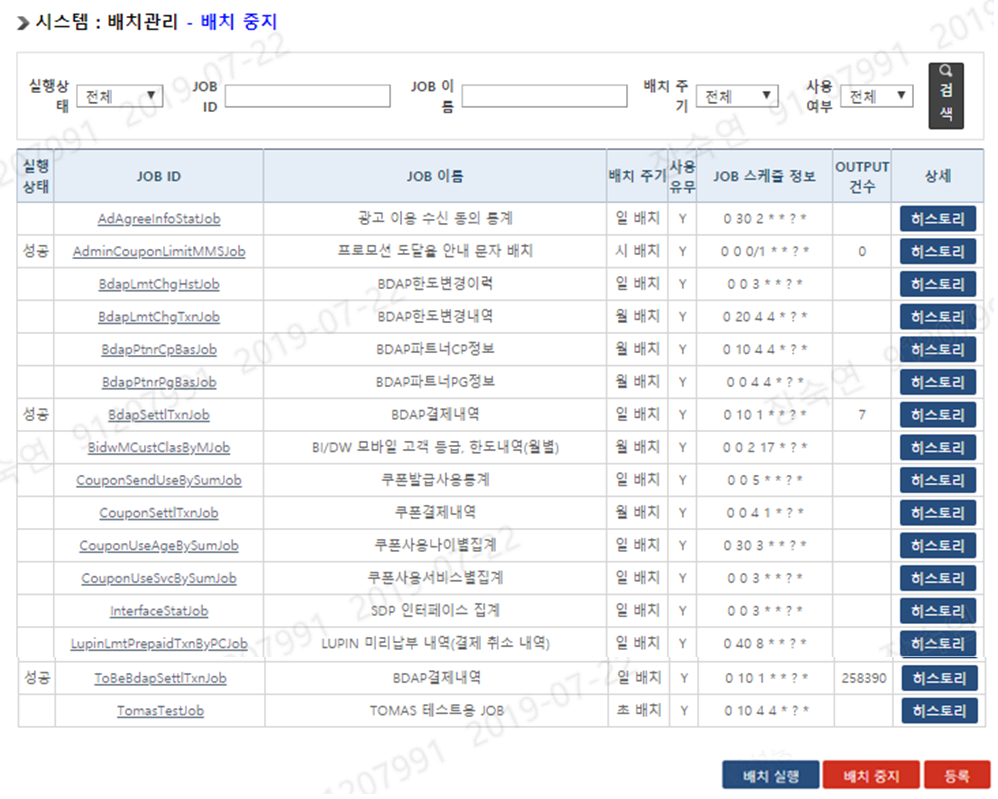 시스템 : 배치관리 - 배치 중지
실행상태 전체 JOB ID JOB 이름 배치 주기 전체 사용여부 전체 검색
실행상태 JOB ID JOB 이름 배치 주기 사용유무 JOB 스케줄 정보 OUTPUT 건수 상세
AdAgreeInfoStatJob 광고 이용 수신 동의 통계 일 배치 Y 0 30 2 * * ? * 히스토리
성공 AdminCouponLimitMMSJob 프로모션 도달율 안내 문자 배치 시 배치 Y 0 0 0/1 * * ? * 0 히스토리
BdapLmtChgHstJob BDAP한도변경이력 일 배치 Y 0 0 3 * * ? * 히스토리
BdapLmtChgTxnJob BDAP한도변경내역 월 배치 Y 0 20 4 4 * ? * 히스토리
BdapPtnrCpBasJob BDAP파트너CP정보 월 배치 Y 0 10 4 4 * ? * 히스토리
BdapPtnrPgBasJob BDAP파트너PG정보 월 배치 Y 0 0 4 4 * ? * 히스토리
성공 BdapSettlTxnJob BDAP결제내역 일 배치 Y 0 10 1 * * ? * 7 히스토리
BidwMCustClasByMJob BI/DW 모바일 고객 등급, 한도내역(월별) 월 배치 Y 0 0 2 17 * ? * 히스토리
CouponSendUseBySumJob 쿠폰발급사용통계 일 배치 Y 0 0 5 * * ? * 히스토리
CouponSettlTxnJob 쿠폰결제내역 월 배치 Y 0 0 4 1 * ? * 히스토리
CouponUseAgeBySumJob 쿠폰사용나이별집계 일 배치 Y 0 30 3 * * ? * 히스토리
CouponUseSvcBySumJob 쿠폰사용서비스별집계 일 배치 Y 0 0 3 * * ? * 히스토리
InterfaceStatJob SDP 인터페이스 집계 일 배치 Y 0 0 3 * * ? * 히스토리
LupinLmtPrepaidTxnByPCJob LUPIN 미리납부 내역(결제 취소 내역) 일 배치 Y 0 40 8 * * ? * 히스토리
성공 ToBeBdapSettlTxnJob BDAP결제내역 일 배치 Y 0 10 1 * * ? * 258390 히스토리
TomasTestJob TOMAS 테스트용 JOB 초 배치 Y 0 10 4 4 * ? * 히스토리
배치 실행 배치 중지 등록
장숙연 91207991 2019-07-22